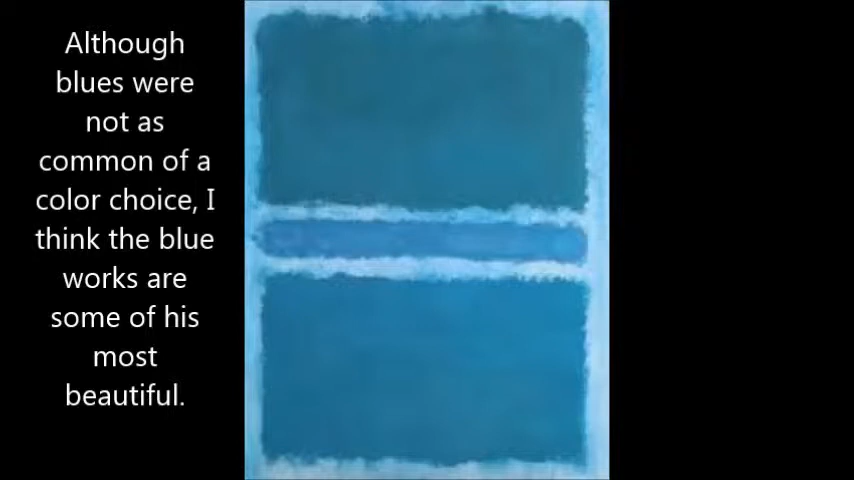 Although
blues were
not as
common of a
color choice, I
think the blue
works are
some of his
most
beautiful.